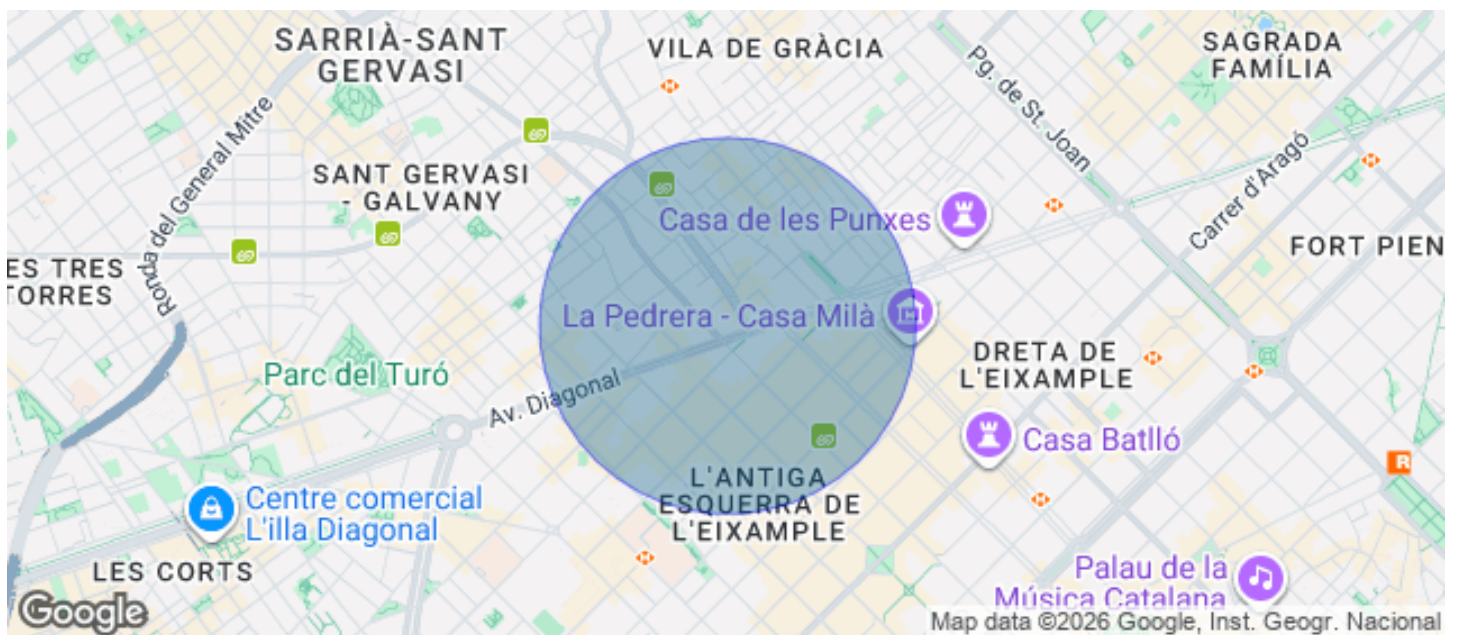 SARRIÀ-SANT
GERVASI
VILA DE GRÀCIA
SAGRADA
FAMÍLIA
Pg. de St. Joan
Ronda del General Mitre
Carrer d'Aragó
SANT GERVASI
- GALVANY
Casa de les Punxes
FORT PIEN
ES TRES
TORRES
La Pedrera - Casa Milà
DRETA DE
L'EIXAMPLE
Parc del Turó
Av. Diagonal
Casa Batlló
L'ANTIGA
ESQUERRA DE
L'EIXAMPLE
Centre comercial
L'illa Diagonal
R
LES CORTS
Palau de la
Música Catalana
Google
Map data ©2026 Google, Inst. Geogr. Nacional